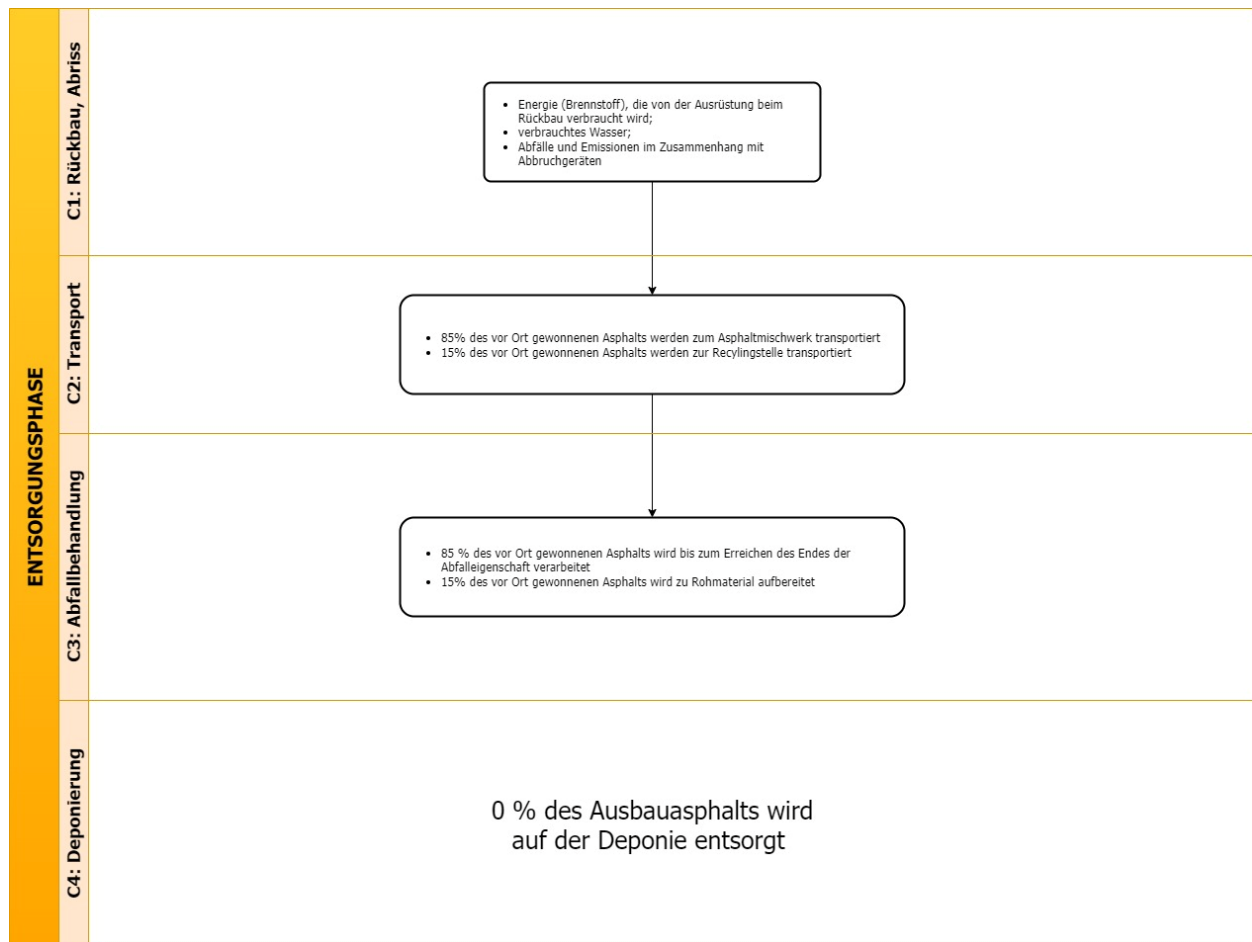 ENTSORGUNGSPHASE
C1: Rückbau, Abriss
• Energie (Brennstoff), die von der Ausrüstung beim
Rückbau verbraucht wird;
• verbrauchtes Wasser;
• Abfälle und Emissionen im Zusammenhang mit
Abbruchgeräten
C2: Transport
• 85% des vor Ort gewonnenen Asphalts werden zum Asphaltmischwerk transportiert
• 15% des vor Ort gewonnenen Asphalts werden zur Recylingstelle transportiert
C3: Abfallbehandlung
• 85 % des vor Ort gewonnenen Asphalts wird bis zum Erreichen des Endes der
Abfalleigenschaft verarbeitet
• 15% des vor Ort gewonnenen Asphalts wird zu Rohmaterial aufbereitet
C4: Deponierung
0 % des Ausbauasphalts wird
auf der Deponie entsorgt